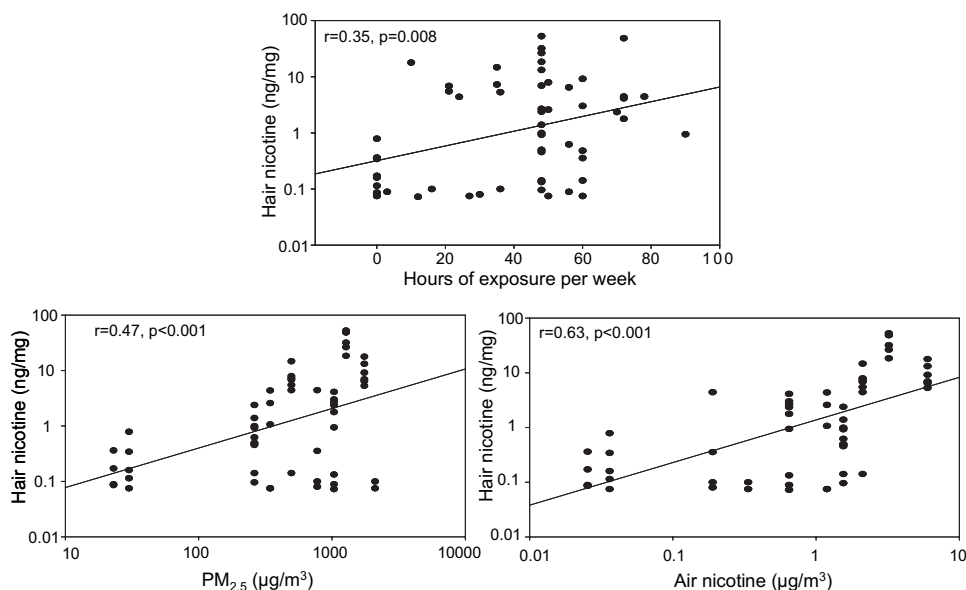 r=0.35, p=0.008
Hair nicotine (ng/mg)
100
10
1
0.1
0.01
0 20 40 60 80 100
Hours of exposure per week
r=0.47, p<0.001
Hair nicotine (ng/mg)
100
10
1
0.1
0.01
10 100 1000 10000
PM2.5 (µg/m³)
r=0.63, p<0.001
Hair nicotine (ng/mg)
100
10
1
0.1
0.01
0.01 0.1 1 10
Air nicotine (µg/m³)